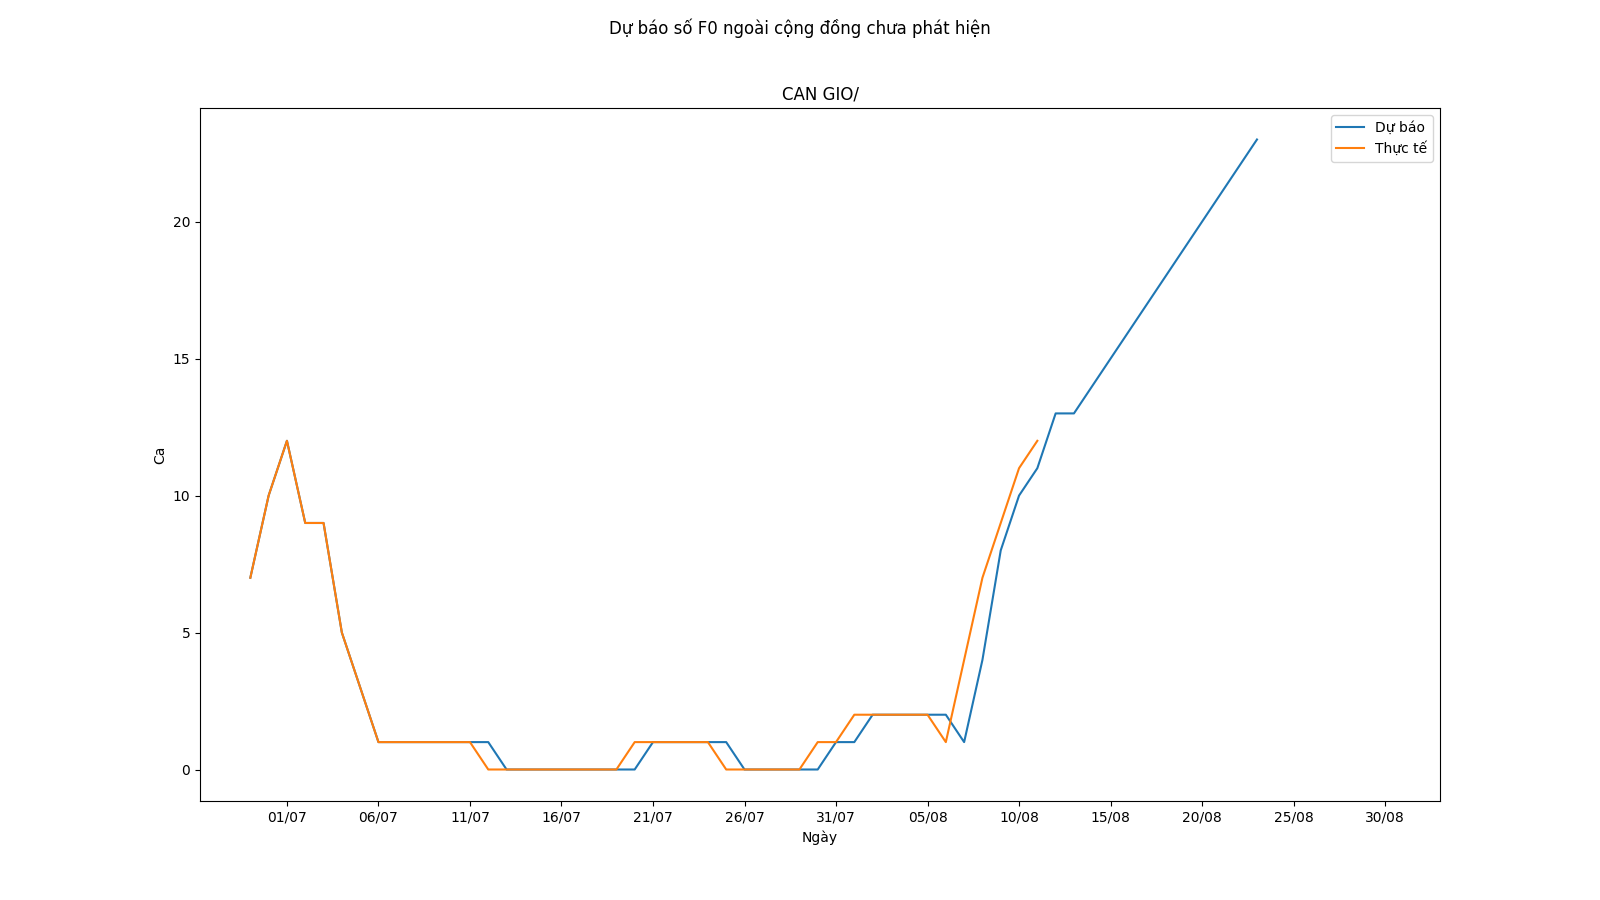 Dự báo số F0 ngoài cộng đồng chưa phát hiện
CAN GIO/
Dự báo
Thực tế
20
15
10
5
0
Ca
01/07 06/07 11/07 16/07 21/07 26/07 31/07 05/08 10/08 15/08 20/08 25/08 30/08
Ngày